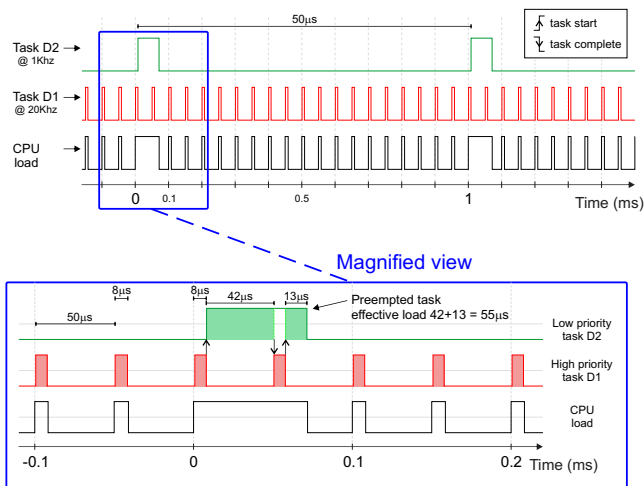 50μs
task start
task complete
Task D2
@ 1Khz
Task D1
@ 20Khz
CPU
load
0
0.1
0.5
1
Time (ms)
Magnified view
8μs
8μs
42μs
13μs
Preempted task
effective load 42+13 = 55μs
50μs
Low priority
task D2
High priority
task D1
CPU
load
-0.1
0
0.1
0.2
Time (ms)